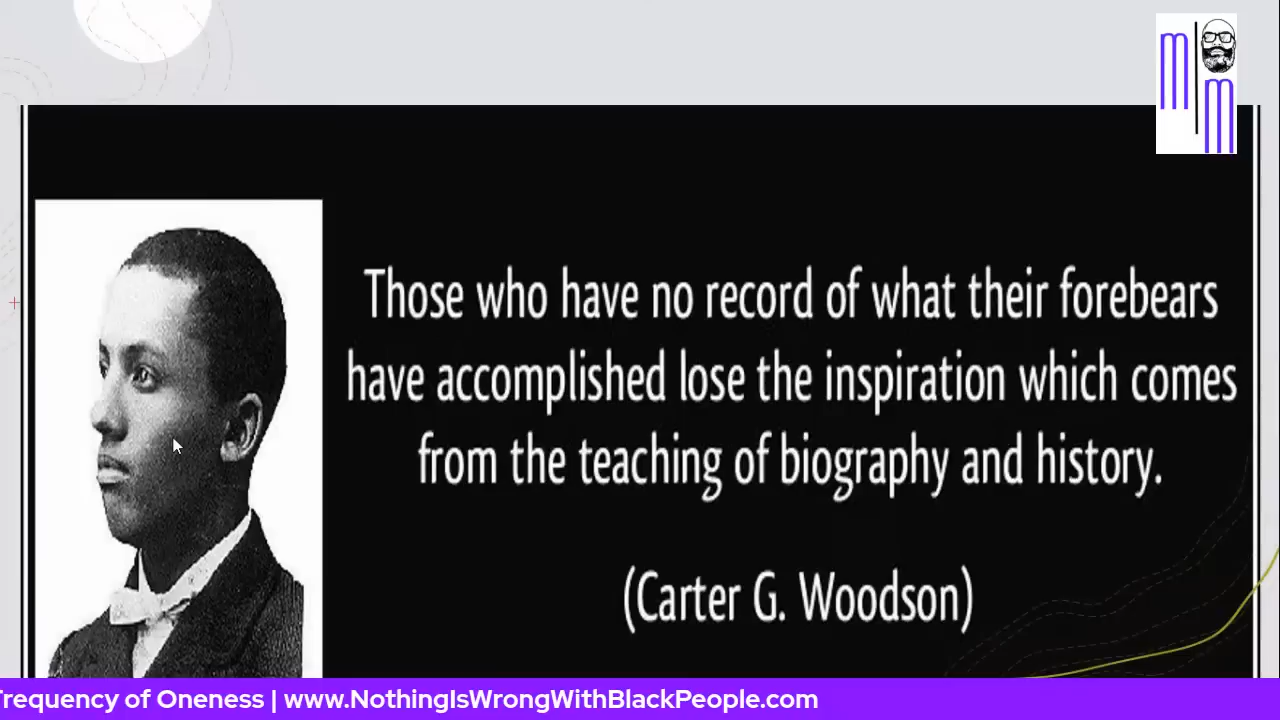 Those who have no record of what their forebears
have accomplished lose the inspiration which comes
from the teaching of biography and history.
(Carter G. Woodson)
of Oneness | www.NothingIsWrongWithBlackPeople.com